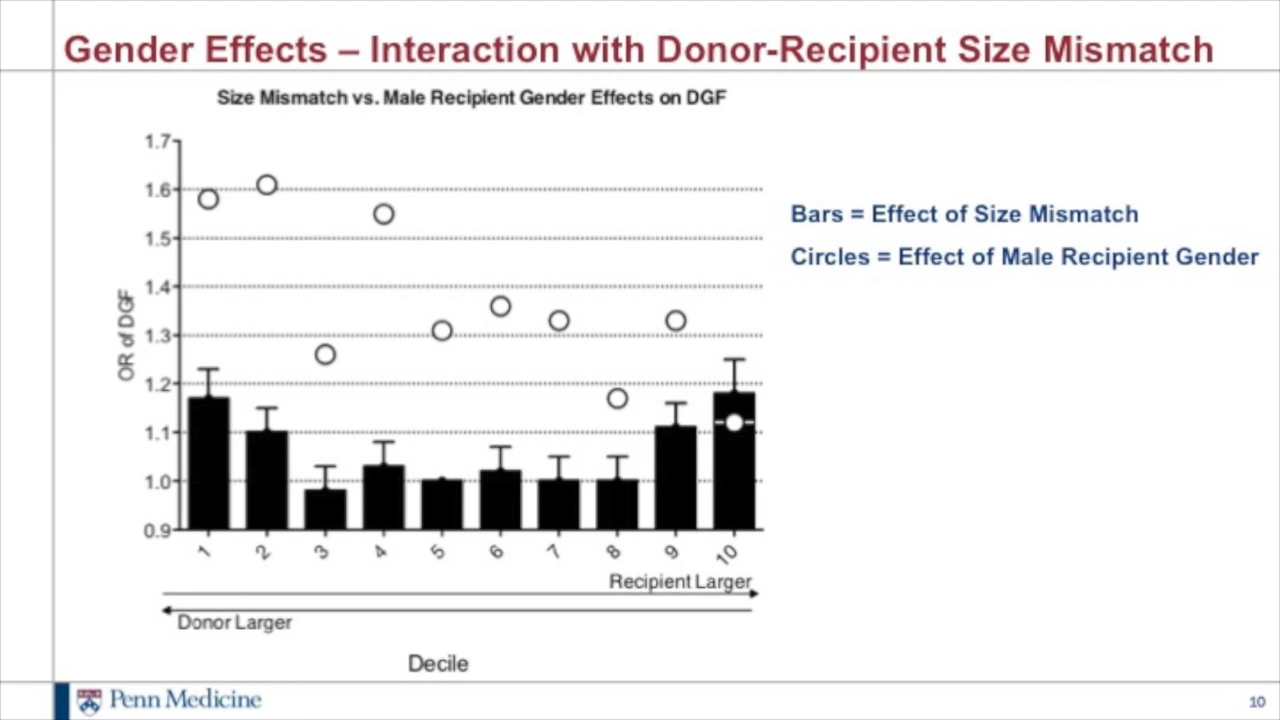 Gender Effects – Interaction with Donor-Recipient Size Mismatch
Size Mismatch vs. Male Recipient Gender Effects on DGF
1.7
1.6
1.5
1.4
1.3
1.2
1.1
1.0
0.9
OR of DGF
1 2 3 4 5 6 7 8 9 10
Recipient Larger
Donor Larger
Decile
Bars = Effect of Size Mismatch
Circles = Effect of Male Recipient Gender
Penn Medicine
10